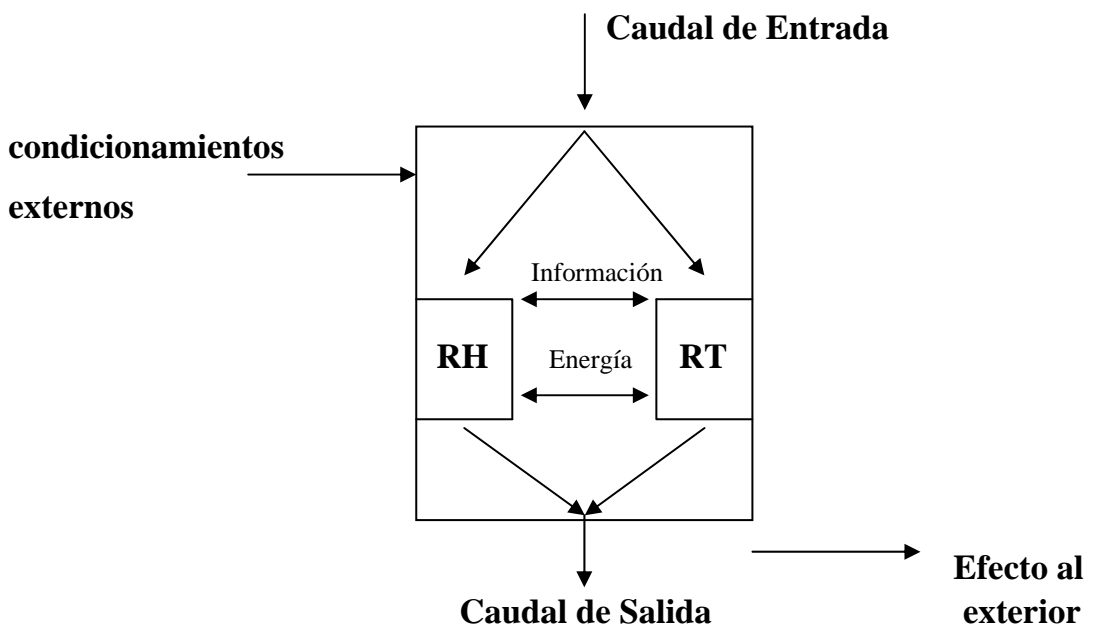 Caudal de Entrada
condicionamientos
externos
Información
RH
Energía
RT
Efecto al
exterior
Caudal de Salida